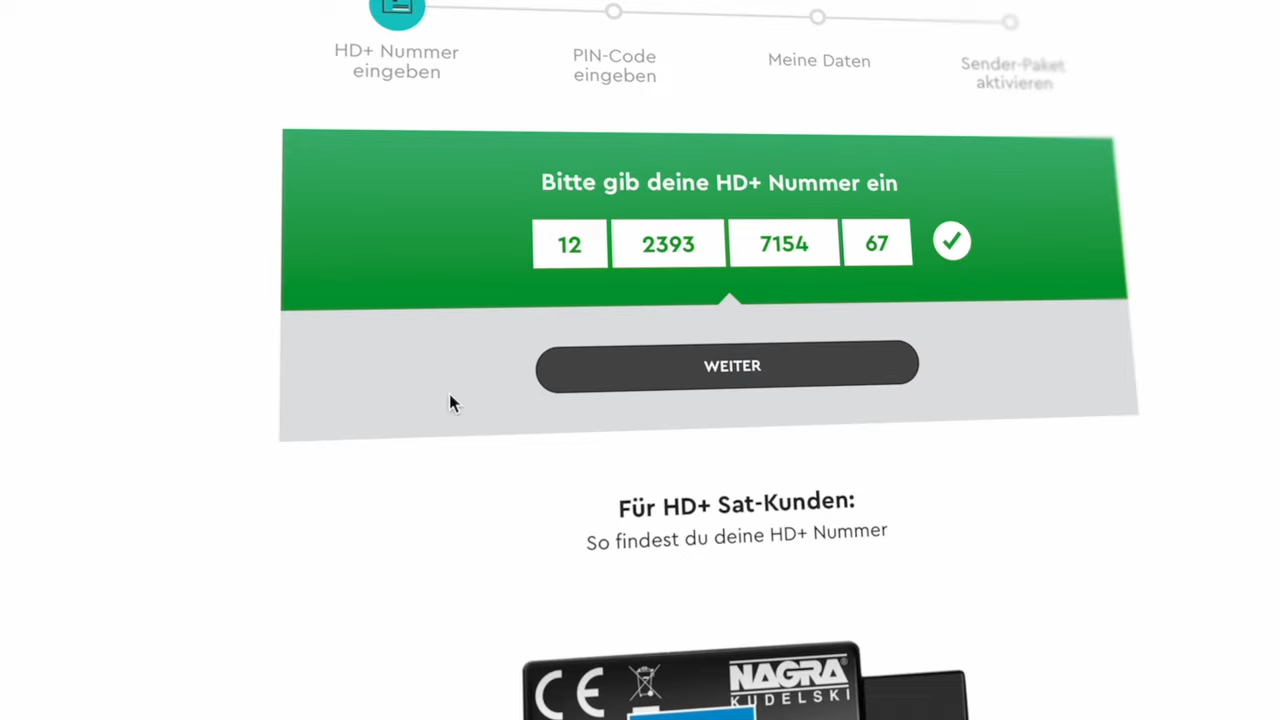 HD+ Nummer
eingeben
PIN-Code
eingeben
Meine Daten
Sender-Paket
aktivieren
Bitte gib deine HD+ Nummer ein
12 2393 7154 67
WEITER
Für HD+ Sat-Kunden:
So findest du deine HD+ Nummer
CE
NAGRA®
KUDELSKI